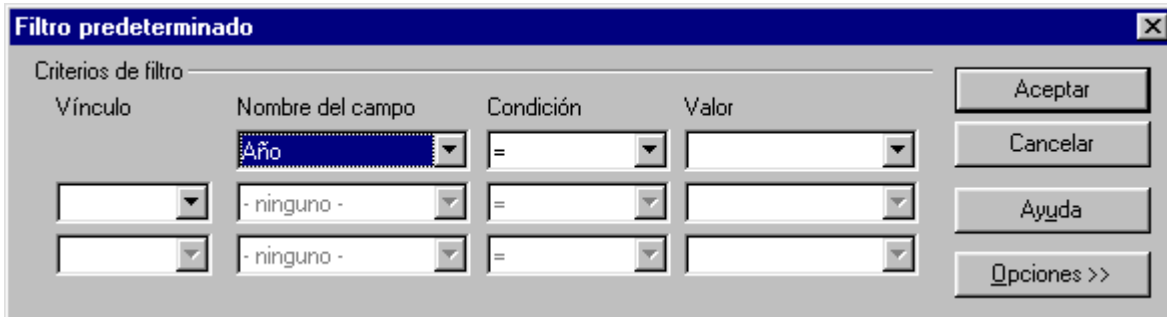 Filtro predeterminado
Criterios de filtro
Vínculo Nombre del campo Condición Valor
Año =
- ninguno - =
- ninguno - =
Aceptar
Cancelar
Ayuda
Opciones >>